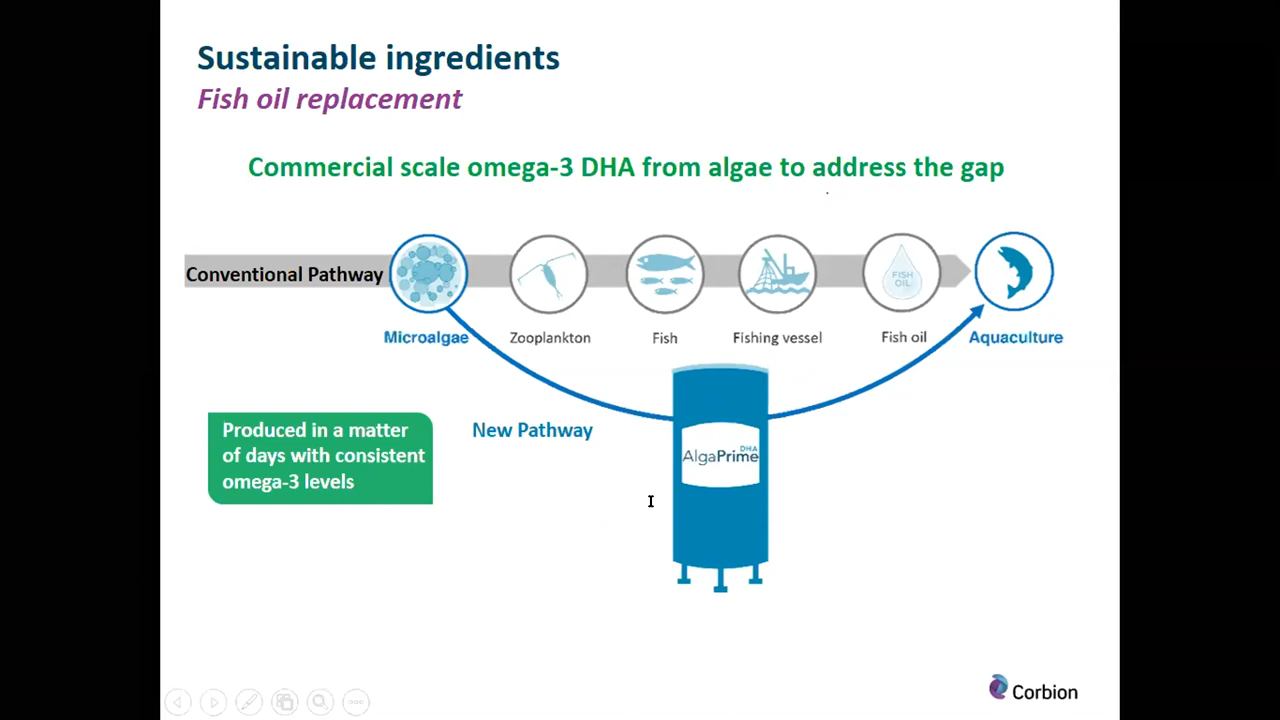 Sustainable ingredients
Fish oil replacement
Commercial scale omega-3 DHA from algae to address the gap
Conventional Pathway
FISH
OIL
Microalgae
Zooplankton
Fish
Fishing vessel
Fish oil
Aquaculture
Produced in a matter
of days with consistent
omega-3 levels
New Pathway
DHA
AlgaPrime
Corbion